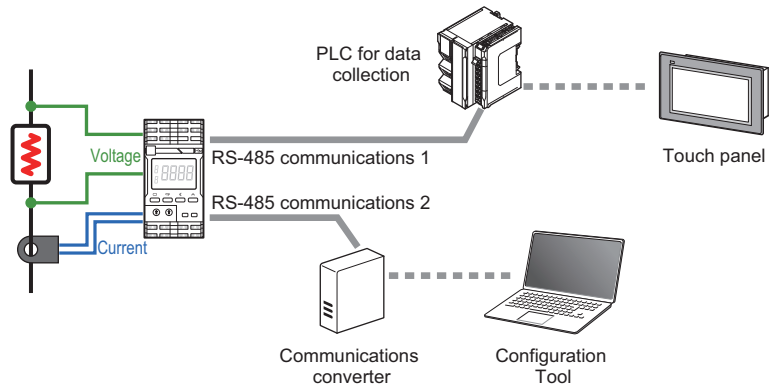 PLC for data
collection
Voltage
8888
RS-485 communications 1
Touch panel
RS-485 communications 2
Current
Communications
converter
Configuration
Tool